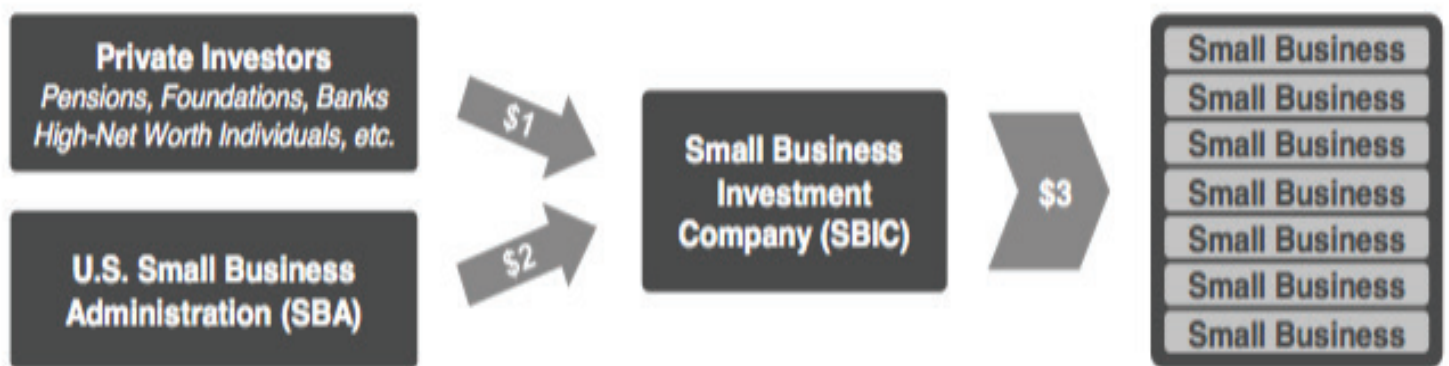 Private Investors
Pensions, Foundations, Banks
High-Net Worth Individuals, etc.
$1
U.S. Small Business
Administration (SBA)
$2
Small Business
Investment
Company (SBIC)
$3
Small Business
Small Business
Small Business
Small Business
Small Business
Small Business
Small Business